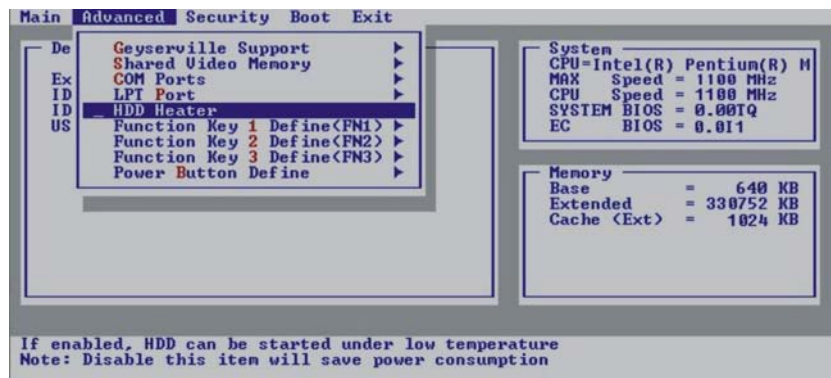 Main Advanced Security Boot Exit
De
Geyserville Support
Shared Video Memory
Ex COM Ports
ID LPT Port
ID _ HDD Heater
US Function Key 1 Define(FN1)
Function Key 2 Define(FN2)
Function Key 3 Define(FN3)
Power Button Define
System
CPU=Intel(R) Pentium(R) M
MAX Speed = 1100 MHz
CPU Speed = 1100 MHz
SYSTEM BIOS = 0.00TQ
EC BIOS = 0.0I1
Memory
Base = 640 KB
Extended = 330752 KB
Cache (Ext) = 1024 KB
If enabled, HDD can be started under low temperature
Note: Disable this item will save power consumption